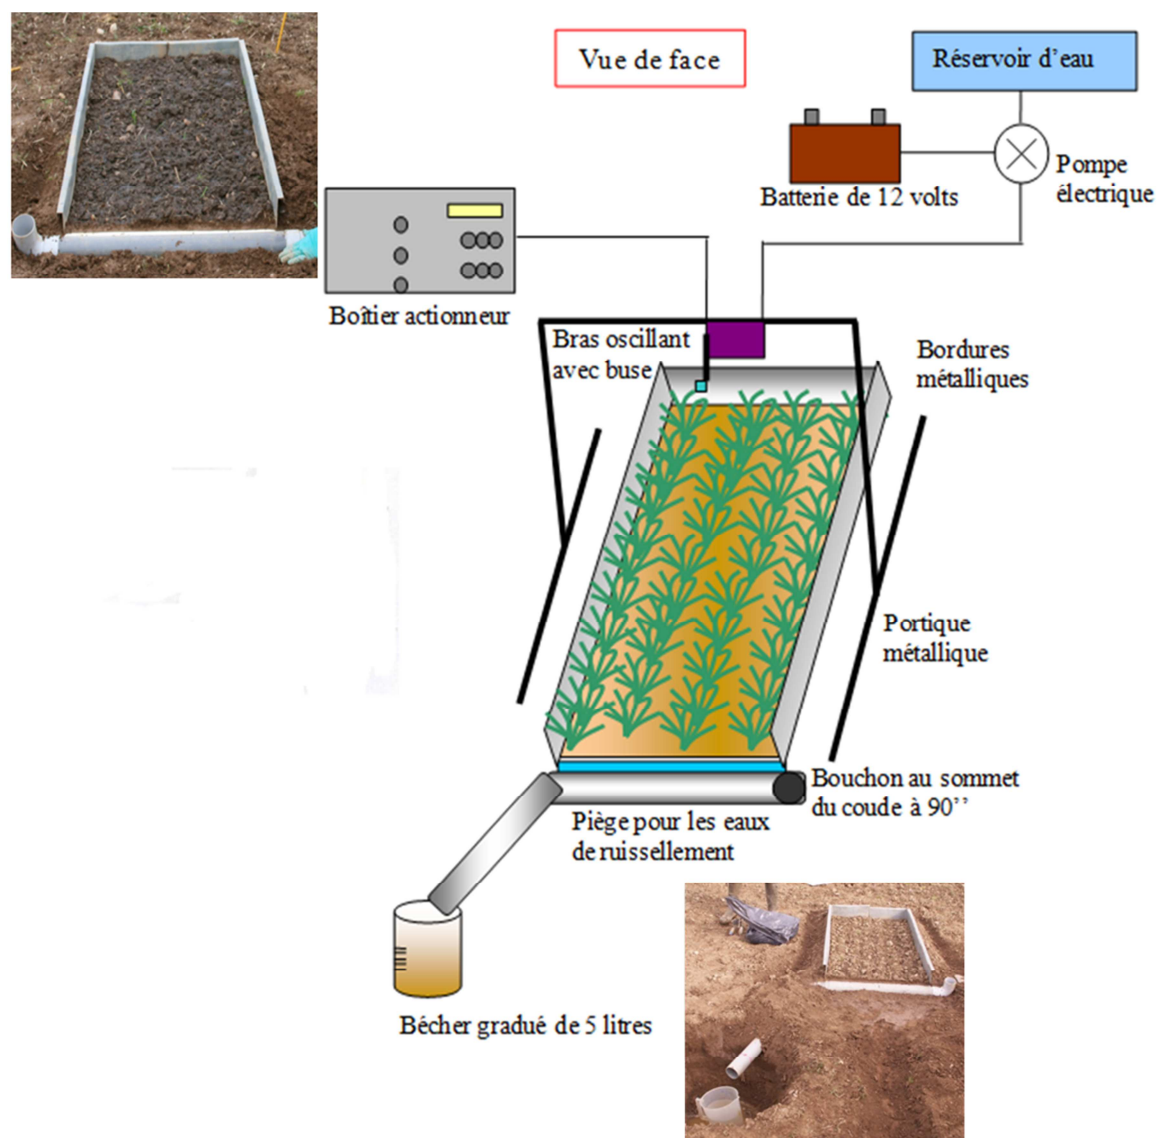 Vue de face
Réservoir d'eau
Batterie de 12 volts
Pompe
électrique
Boîtier actionneur
Bras oscillant
avec buse
Bordures
métalliques
Portique
métallique
Bouchon au sommet
du coude à 90’’
Piège pour les eaux
de ruissellement
Bécher gradué de 5 litres